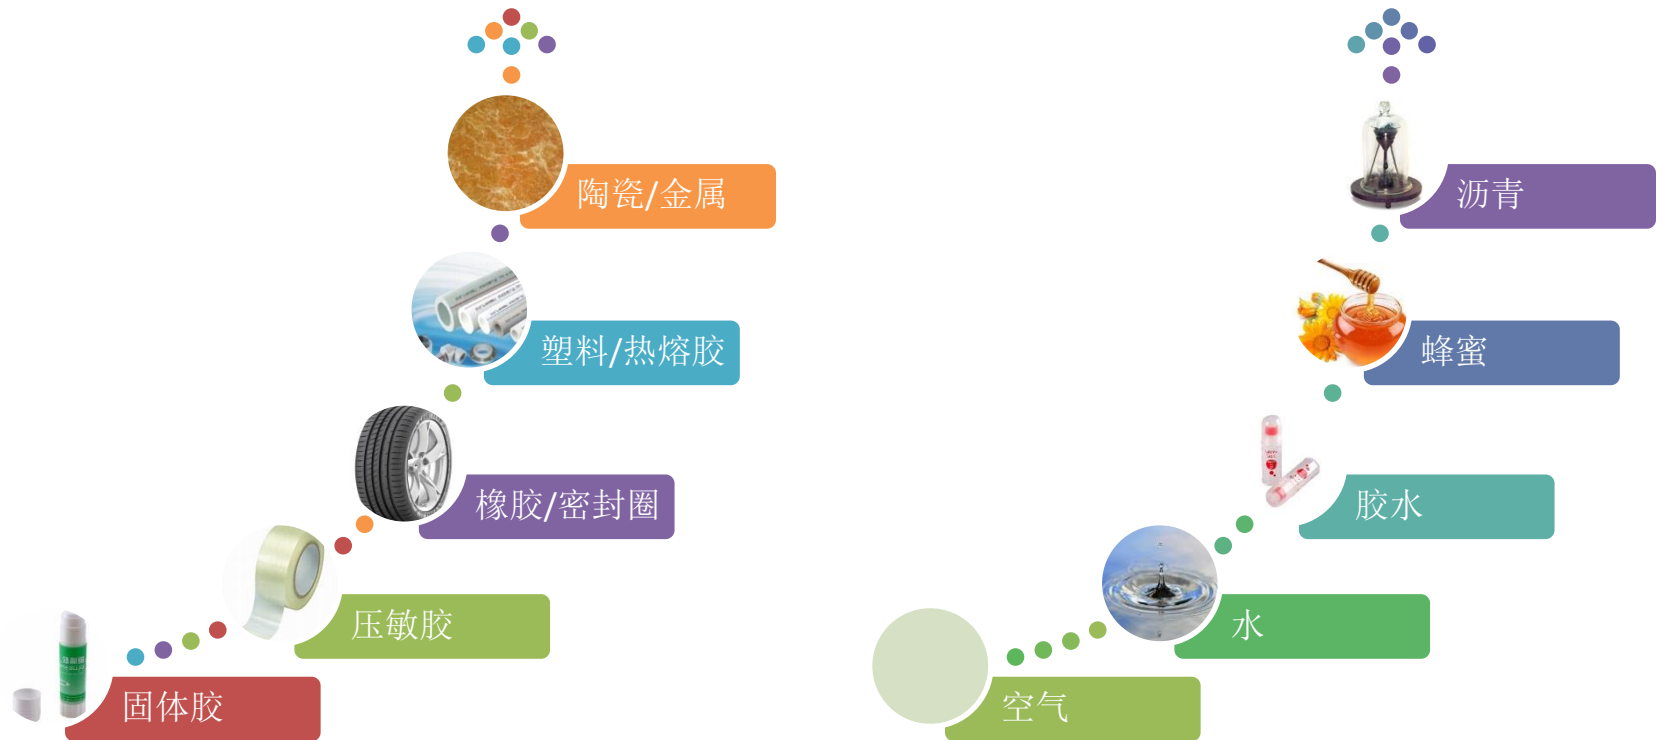 陶瓷/金属
塑料/热熔胶
橡胶/密封圈
压敏胶
固体胶
沥青
蜂蜜
胶水
水
空气